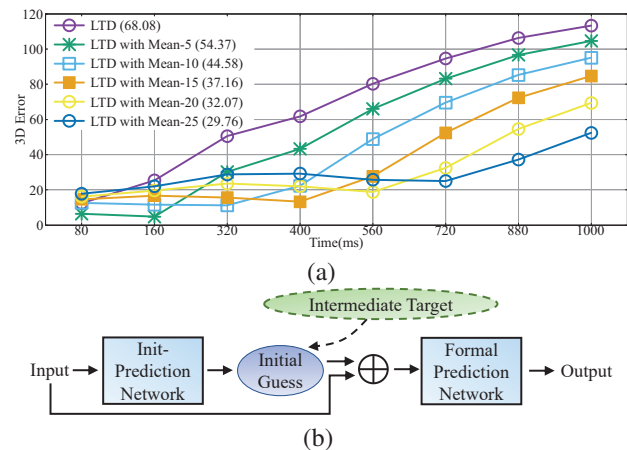 120
100
80
60
40
20
0
3D Error
LTD (68.08)
LTD with Mean-5 (54.37)
LTD with Mean-10 (44.58)
LTD with Mean-15 (37.16)
LTD with Mean-20 (32.07)
LTD with Mean-25 (29.76)
80 160 320 400 560 720 880 1000
Time(ms)
(a)
Intermediate Target
Input
Init-
Prediction
Network
Initial
Guess
Formal
Prediction
Network
Output
(b)